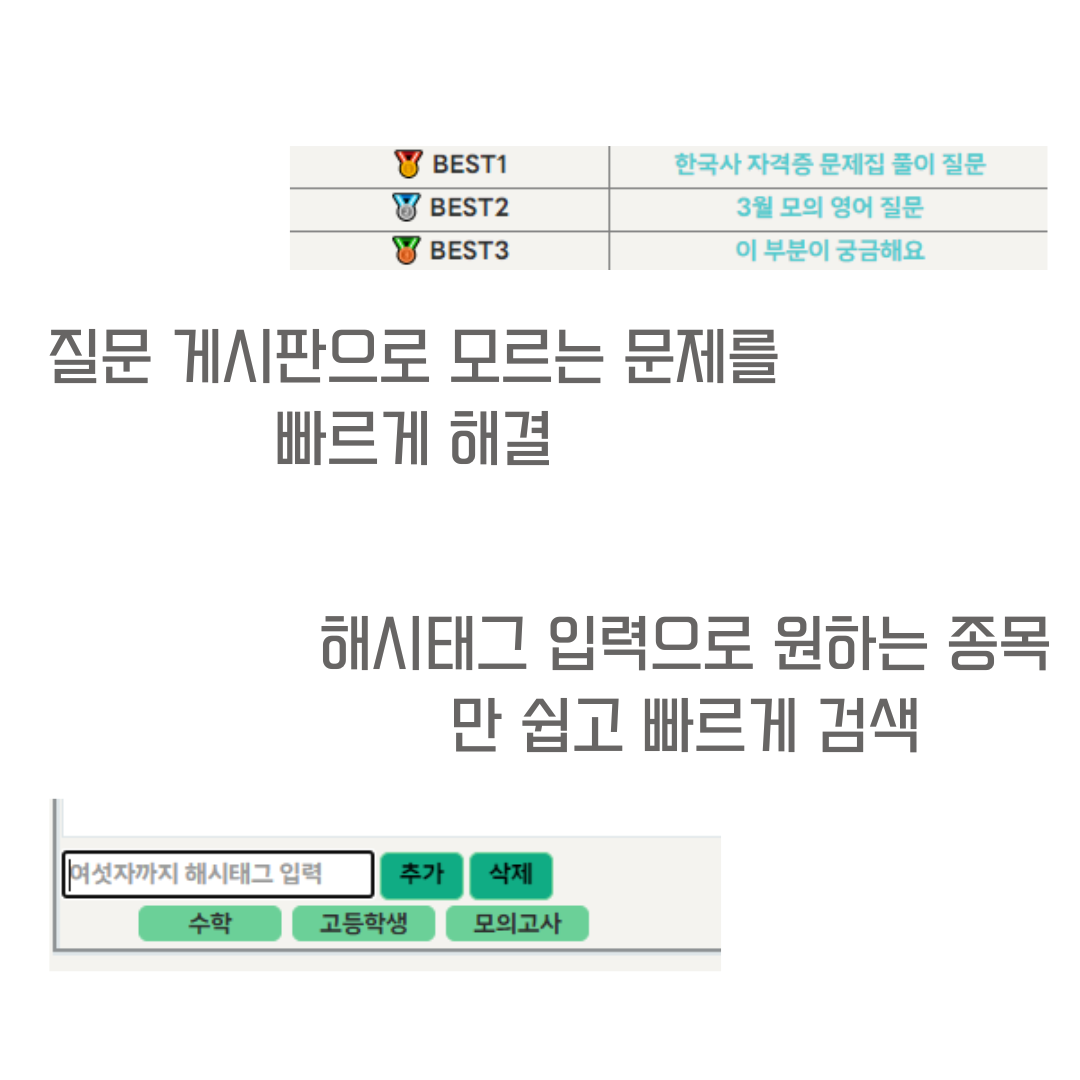 BEST1 한국사 자격증 문제집 풀이 질문
BEST2 3월 모의 영어 질문
BEST3 이 부분이 궁금해요
질문 게시판으로 모르는 문제를
빠르게 해결
해시태그 입력으로 원하는 종목
만 쉽고 빠르게 검색
여섯자까지 해시태그 입력 추가 삭제
수학 고등학생 모의고사